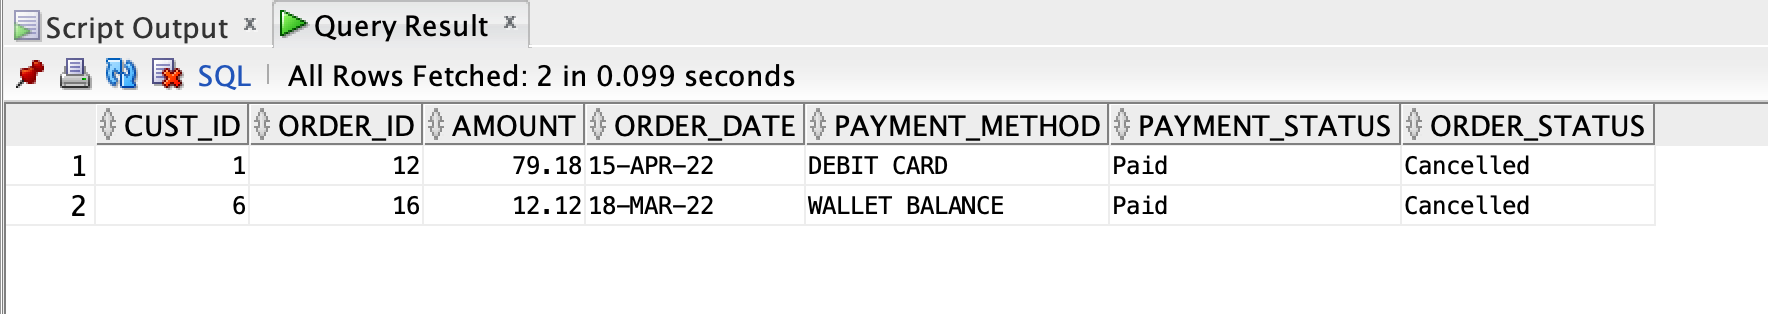 Script Output x Query Result x
SQL | All Rows Fetched: 2 in 0.099 seconds
CUST_ID ORDER_ID AMOUNT ORDER_DATE PAYMENT_METHOD PAYMENT_STATUS ORDER_STATUS
1 1 12 79.18 15-APR-22 DEBIT CARD Paid Cancelled
2 6 16 12.12 18-MAR-22 WALLET BALANCE Paid Cancelled